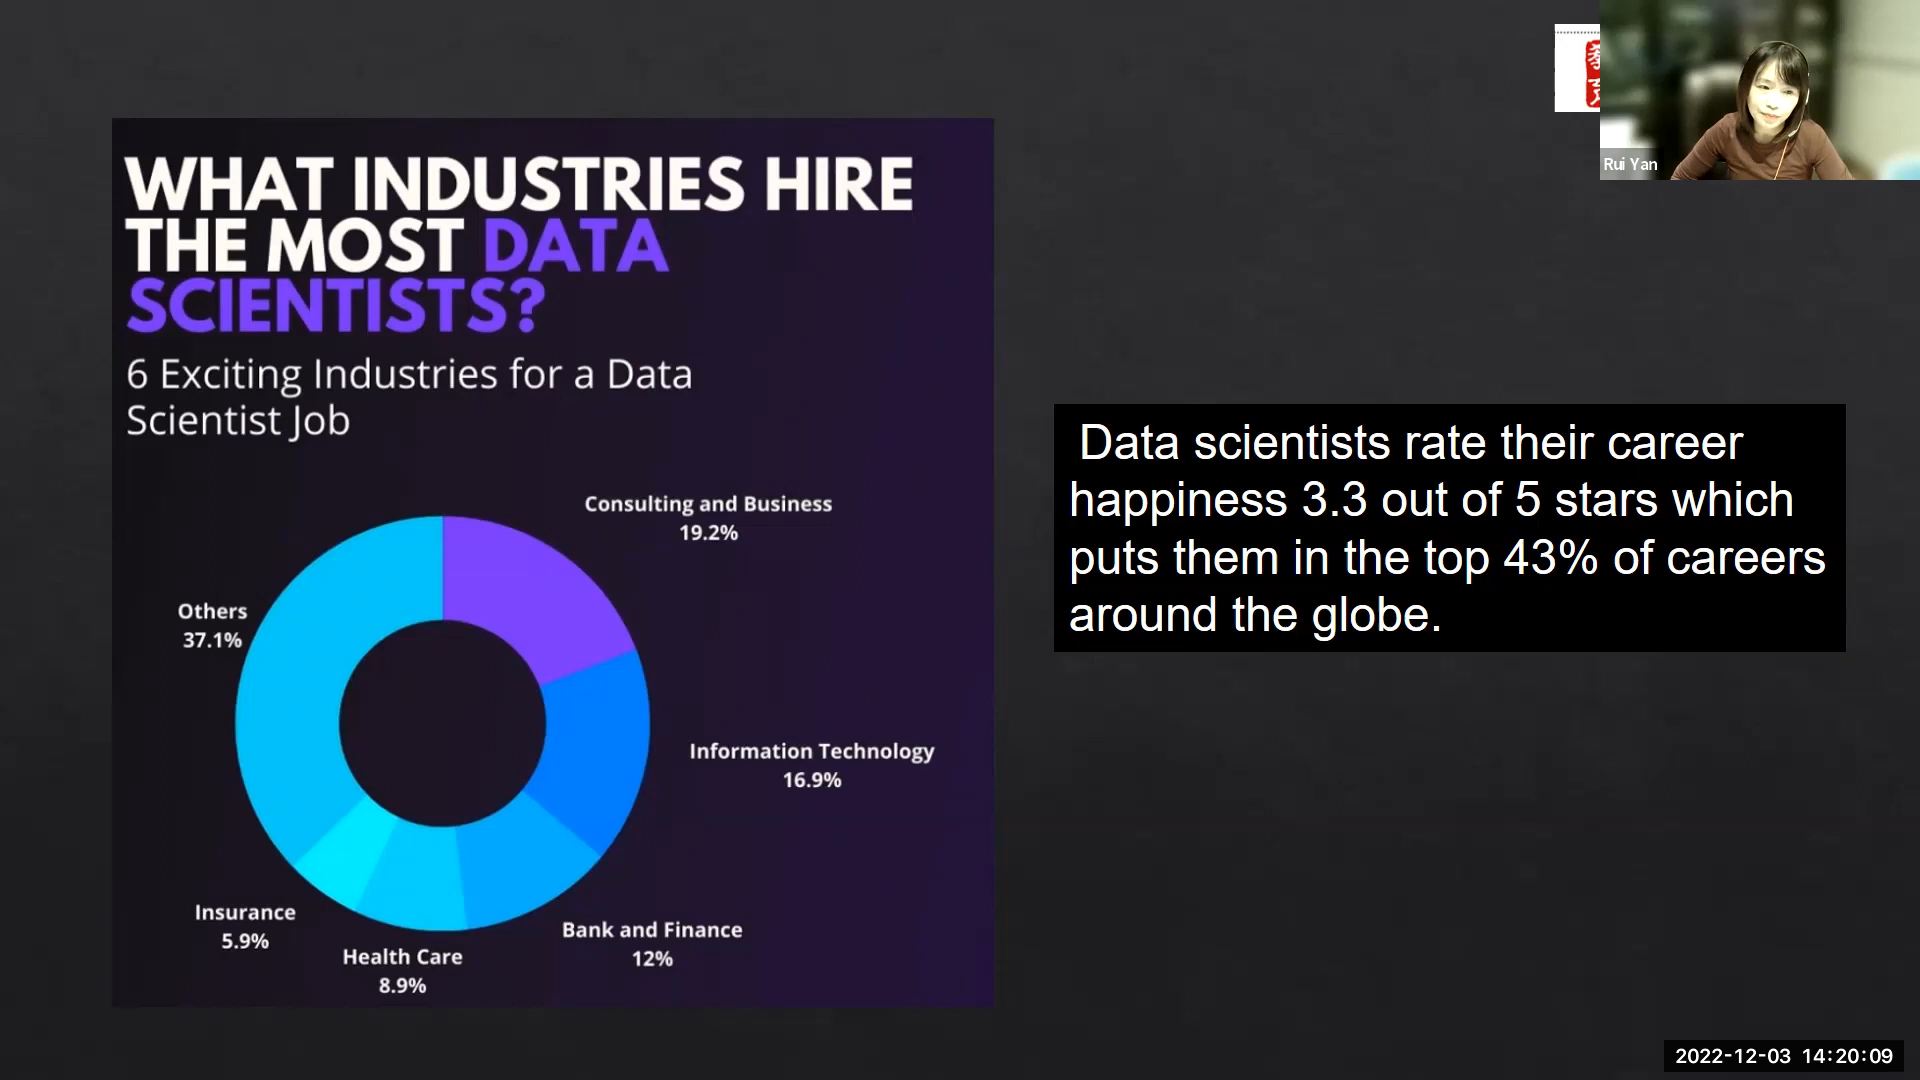 WHAT INDUSTRIES HIRE
THE MOST DATA
SCIENTISTS?
6 Exciting Industries for a Data
Scientist Job
Consulting and Business
19.2%
Others
37.1%
Information Technology
16.9%
Insurance
5.9%
Health Care
8.9%
Bank and Finance
12%
Data scientists rate their career
happiness 3.3 out of 5 stars which
puts them in the top 43% of careers
around the globe.
Rui Yan
2022-12-03 14:20:09